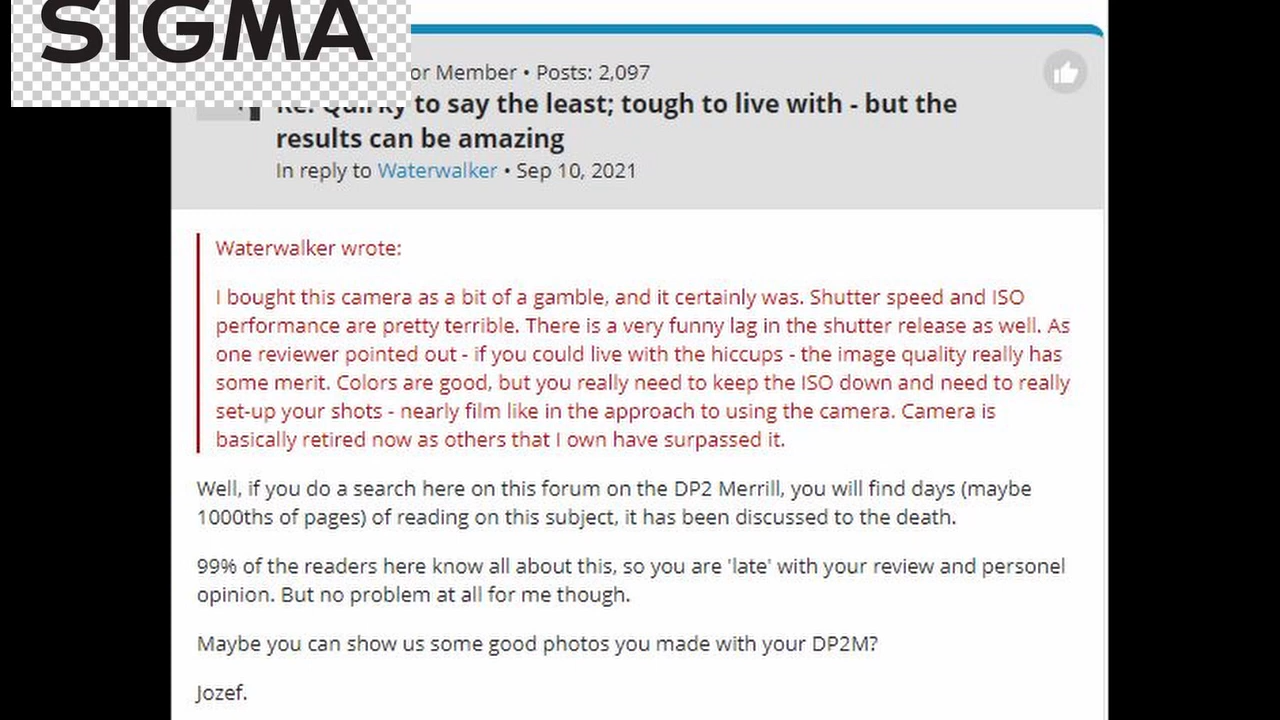 SIGMA
or Member • Posts: 2,097
Re: Quirky to say the least; tough to live with - but the
results can be amazing
In reply to Waterwalker • Sep 10, 2021
Waterwalker wrote:
I bought this camera as a bit of a gamble, and it certainly was. Shutter speed and ISO
performance are pretty terrible. There is a very funny lag in the shutter release as well. As
one reviewer pointed out - if you could live with the hiccups - the image quality really has
some merit. Colors are good, but you really need to keep the ISO down and need to really
set-up your shots - nearly film like in the approach to using the camera. Camera is
basically retired now as others that I own have surpassed it.
Well, if you do a search here on this forum on the DP2 Merrill, you will find days (maybe
1000ths of pages) of reading on this subject, it has been discussed to the death.
99% of the readers here know all about this, so you are 'late' with your review and personel
opinion. But no problem at all for me though.
Maybe you can show us some good photos you made with your DP2M?
Jozef.